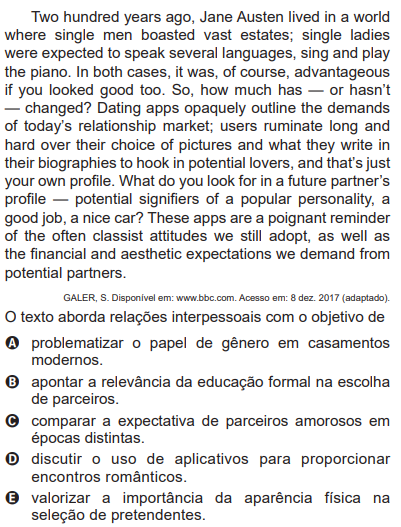 Two hundred years ago, Jane Austen lived in a world
where single men boasted vast estates; single ladies
were expected to speak several languages, sing and play
the piano. In both cases, it was, of course, advantageous
if you looked good too. So, how much has — or hasn't
— changed? Dating apps opaquely outline the demands
of today's relationship market; users ruminate long and
hard over their choice of pictures and what they write in
their biographies to hook in potential lovers, and that's just
your own profile. What do you look for in a future partner's
profile — potential signifiers of a popular personality, a
good job, a nice car? These apps are a poignant reminder
of the often classist attitudes we still adopt, as well as
the financial and aesthetic expectations we demand from
potential partners.
GALER, S. Disponível em: www.bbc.com. Acesso em: 8 dez. 2017 (adaptado).
O texto aborda relações interpessoais com o objetivo de
A problematizar o papel de gênero em casamentos
modernos.
B apontar a relevância da educação formal na escolha
de parceiros.
C comparar a expectativa de parceiros amorosos em
épocas distintas.
D discutir o uso de aplicativos para proporcionar
encontros românticos.
E valorizar a importância da aparência física na
seleção de pretendentes.